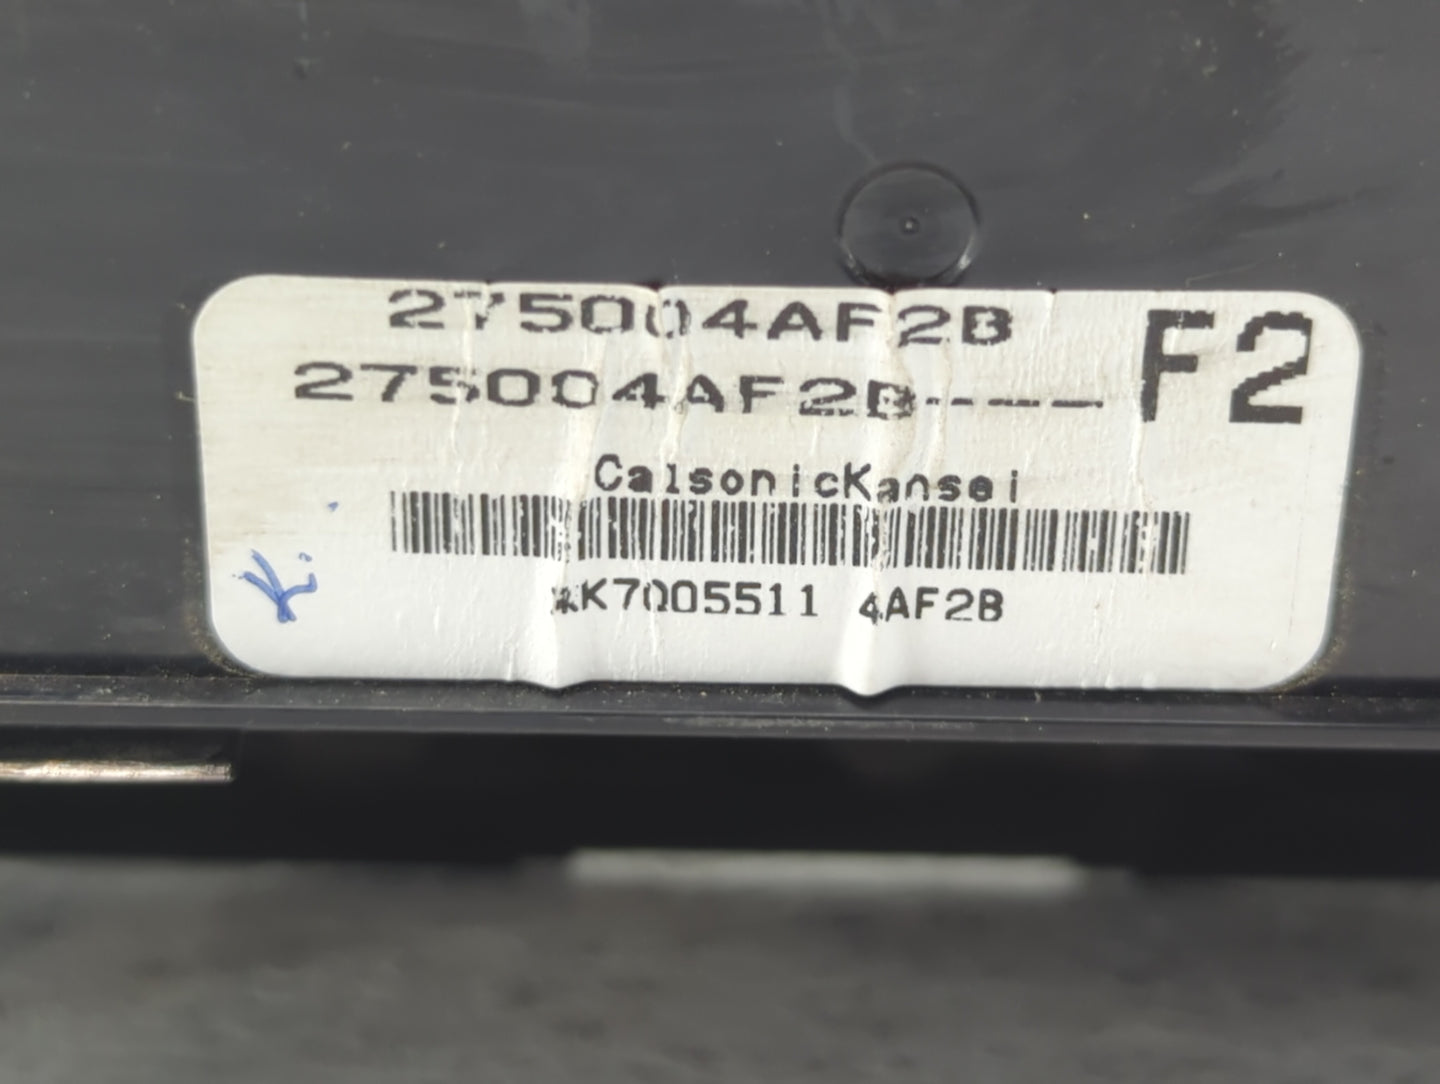 275004AF2B
275004AF2B---- F2
CalsonicKansei
*K7005511 4AF2B
K.